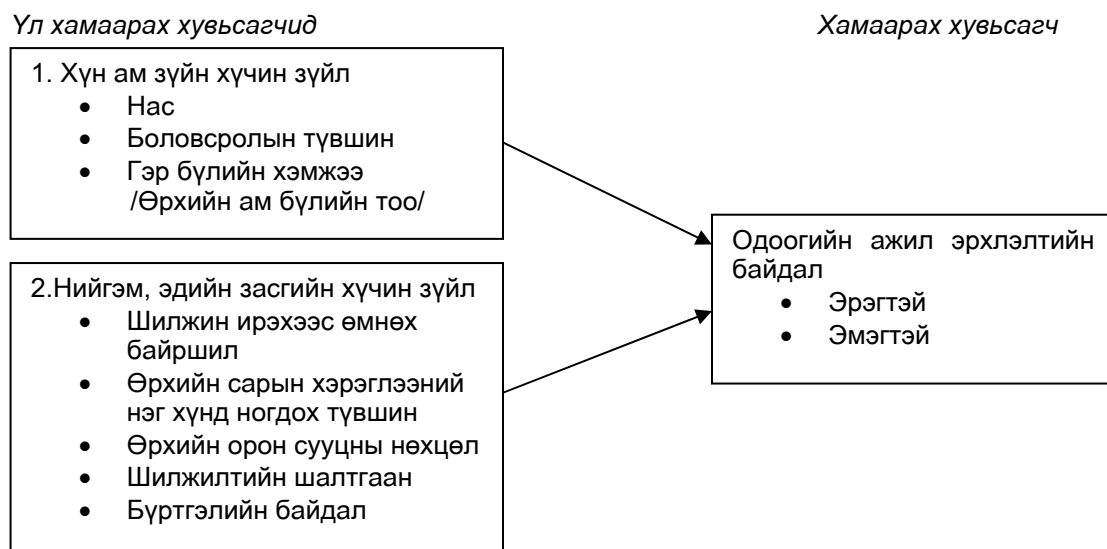 Үл хамаарах хувьсагчид
Хамаарах хувьсагч
1. Хүн ам зүйн хүчин зүйл
• Нас
• Боловсролын түвшин
• Гэр бүлийн хэмжээ
/Өрхийн ам бүлийн тоо/
2.Нийгэм, эдийн засгийн хүчин зүйл
• Шилжин ирэхээс өмнөх
байршил
• Өрхийн сарын хэрэглээний
нэг хүнд ногдох түвшин
• Өрхийн орон сууцны нөхцөл
• Шилжилтийн шалтгаан
• Бүртгэлийн байдал
Одоогийн ажил эрхлэлтийн
байдал
• Эрэгтэй
• Эмэгтэй